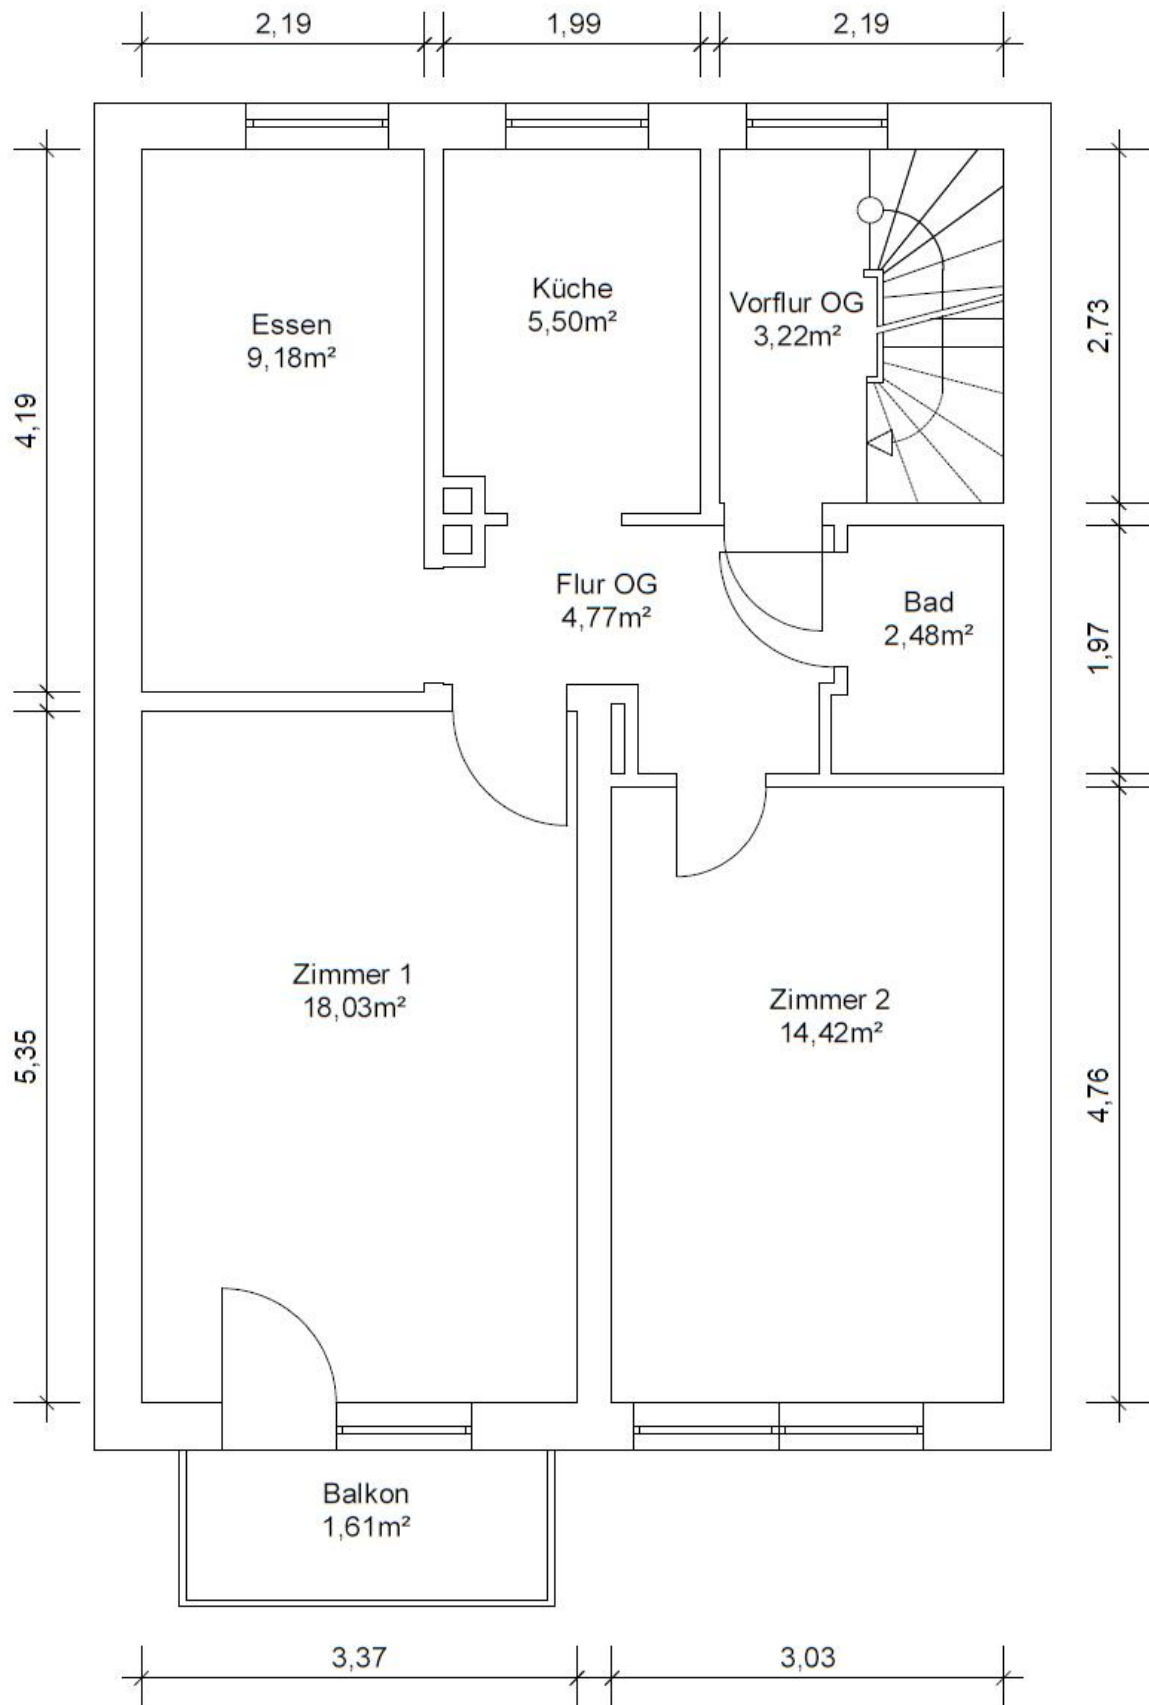 2,19
1,99
2,19
Essen
9,18m²
Küche
5,50m²
Vorflur OG
3,22m²
4,19
2,73
Flur OG
4,77m²
Bad
2,48m²
1,97
Zimmer 1
18,03m²
Zimmer 2
14,42m²
5,35
4,76
Balkon
1,61m²
3,37
3,03